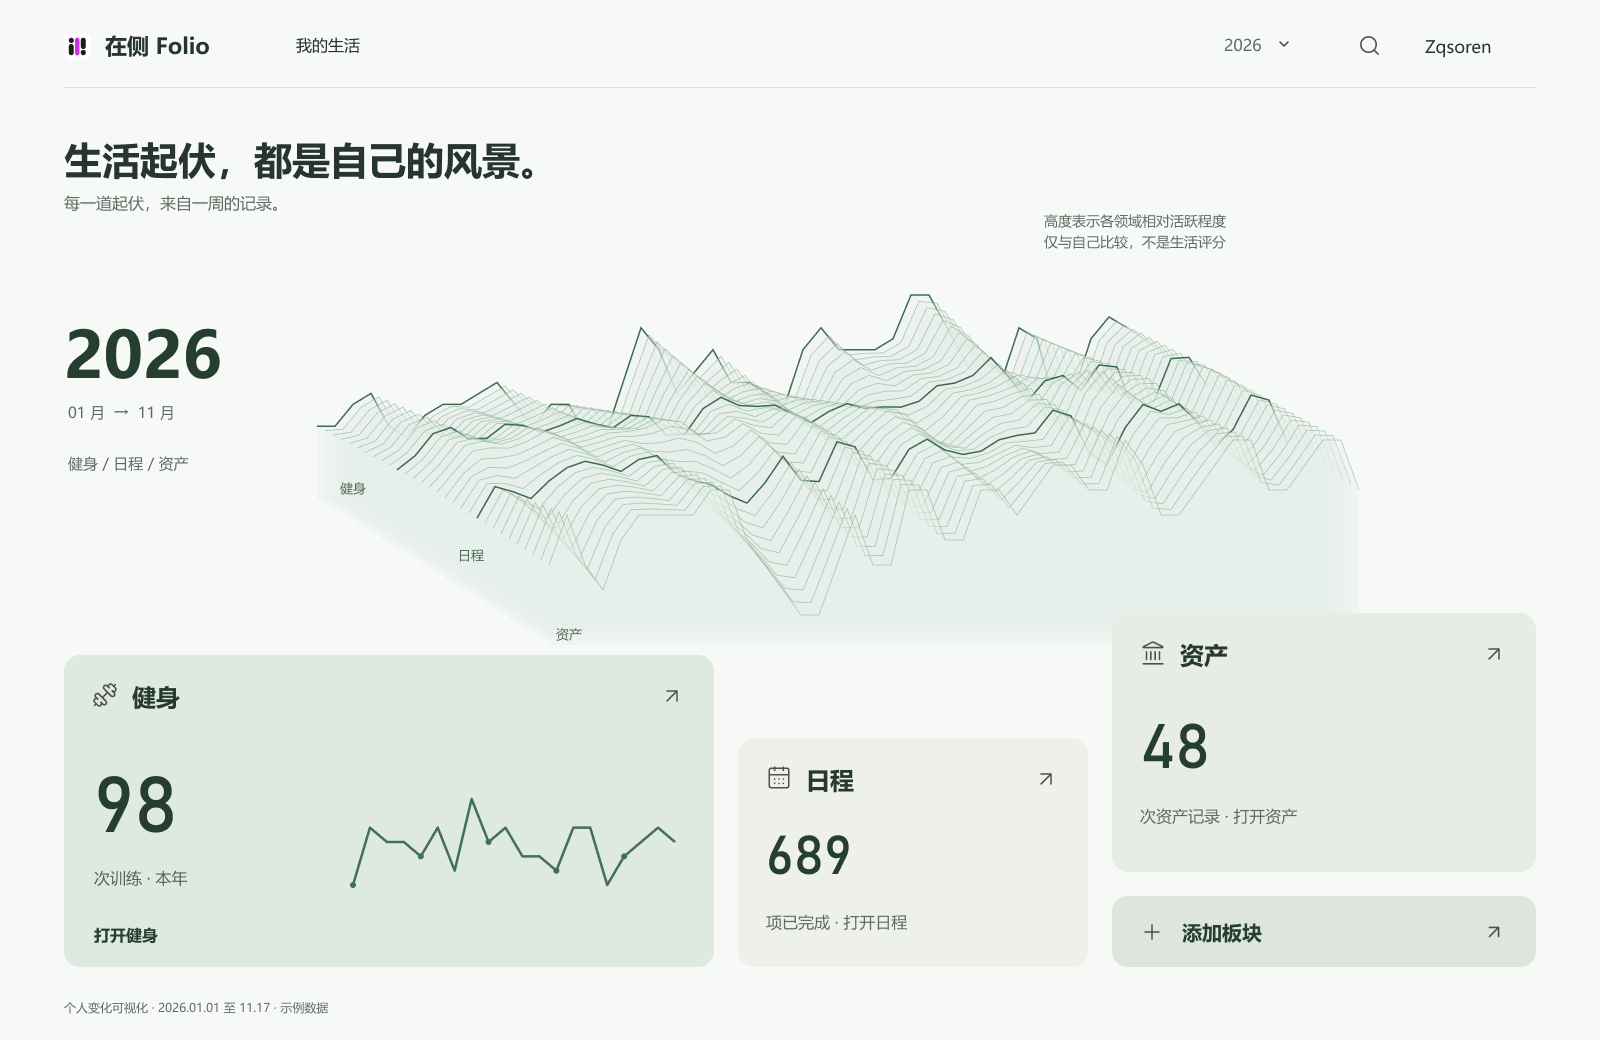 在侧 Folio
我的生活
2026
Zqsoren
生活起伏，都是自己的风景。
每一道起伏，来自一周的记录。
高度表示各领域相对活跃程度
仅与自己比较，不是生活评分
2026
01 月 → 11 月
健身 / 日程 / 资产
健身
日程
资产
健身
98
次训练 · 本年
打开健身
日程
689
项已完成 · 打开日程
资产
48
次资产记录 · 打开资产
添加板块
个人变化可视化 · 2026.01.01 至 11.17 · 示例数据